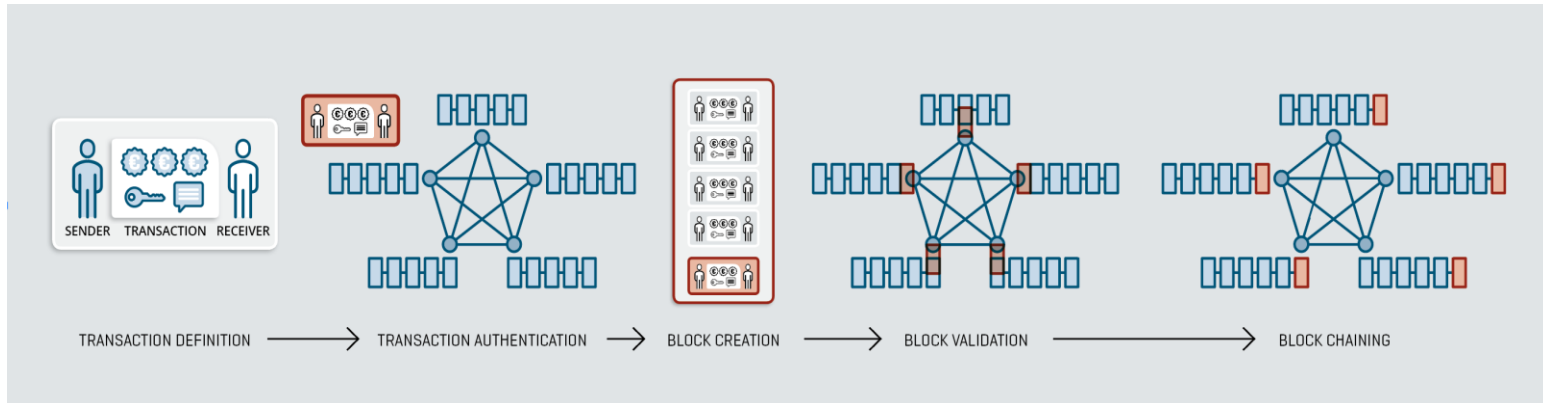 SENDER TRANSACTION RECEIVER
TRANSACTION DEFINITION TRANSACTION AUTHENTICATION BLOCK CREATION BLOCK VALIDATION BLOCK CHAINING